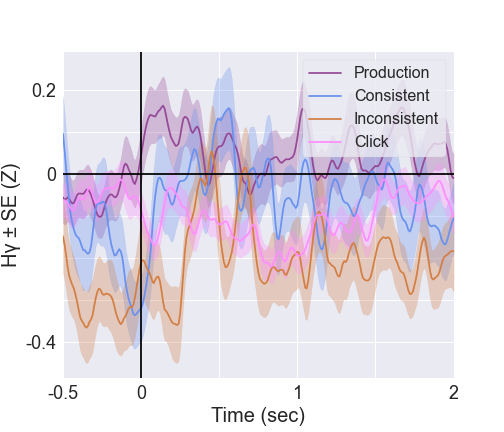 Production
Consistent
Inconsistent
Click
0.2
0
-0.4
Hγ ± SE (Z)
-0.5 0 1 2
Time (sec)